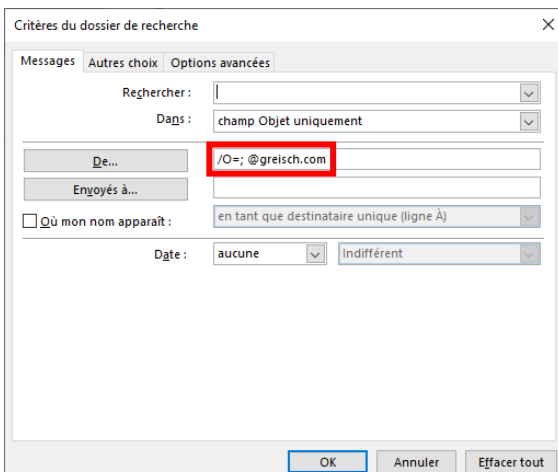 Critères du dossier de recherche
Messages Autres choix Options avancées
Rechercher :
Dans : champ Objet uniquement
De... /O=; @greisch.com
Envoyés à...
Où mon nom apparaît : en tant que destinataire unique (ligne À)
Date : aucune Indifférent
OK Annuler Effacer tout